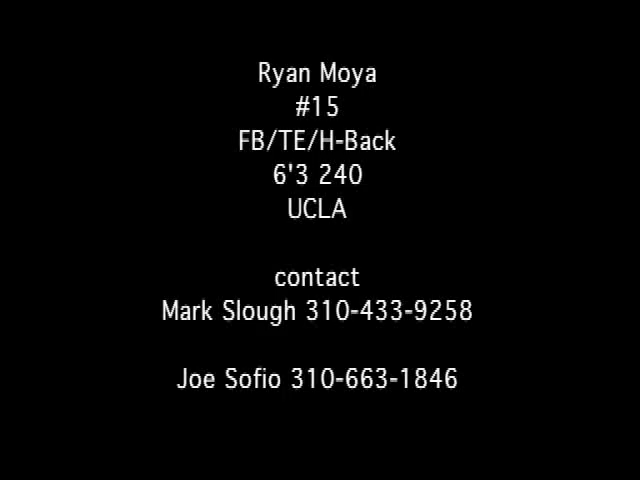 Ryan Moya
#15
FB/TE/H-Back
6'3 240
UCLA
contact
Mark Slough 310-433-9258
Joe Sofio 310-663-1846